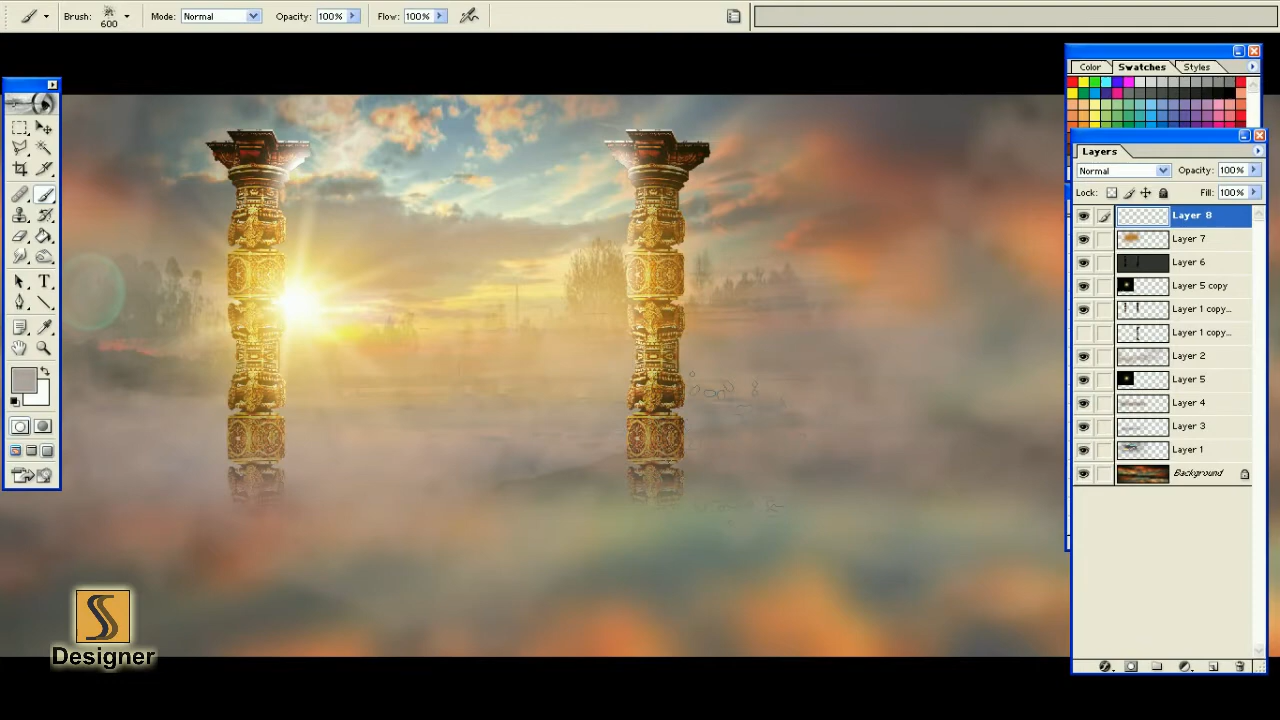 Brush: 600 Mode: Normal Opacity: 100% Flow: 100%
Color Swatches Styles
Layers
Normal Opacity: 100%
Lock: Fill: 100%
Layer 8
Layer 7
Layer 6
Layer 5 copy
Layer 1 copy...
Layer 1 copy...
Layer 2
Layer 5
Layer 4
Layer 3
Layer 1
Background
T
S
Designer